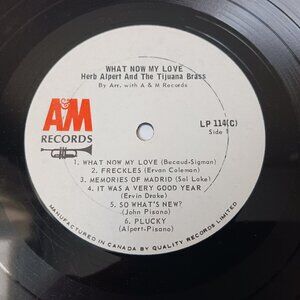 WHAT NOW MY LOVE
Herb Alpert And The Tijuana Brass
By Arr. with A & M Records
A&M
RECORDS
LP 114(C)
Side 1
1. WHAT NOW MY LOVE (Becaud-Sigman)
2. FRECKLES (Ervan Coleman)
3. MEMORIES OF MADRID (Sol Lake)
4. IT WAS A VERY GOOD YEAR
(Ervin Drake)
5. SO WHAT'S NEW?
(John Pisano)
6. PLUCKY
(Alpert-Pisano)
MANUFACTURED IN CANADA BY QUALITY RECORDS LIMITED